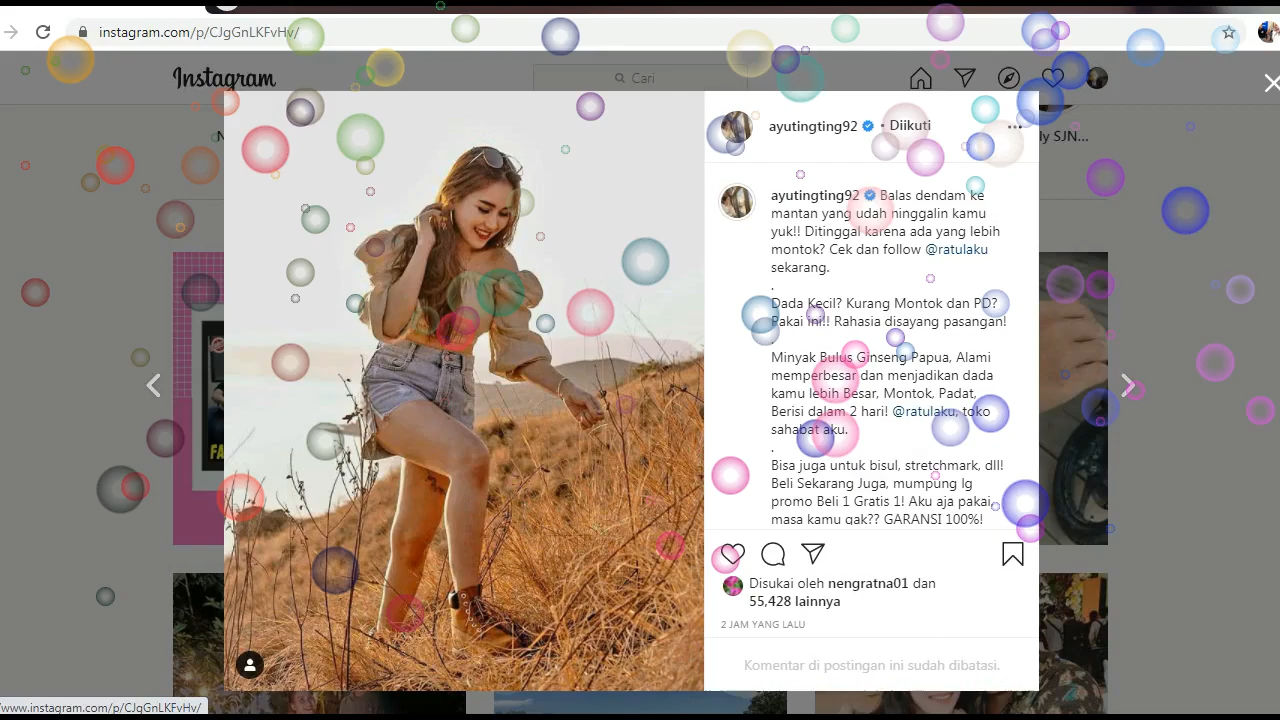 instagram.com/p/CJgGnLKFvHv/
Instagram
Cari
ly SJN...
ayutingting92 • Diikuti
ayutingting92 Balas dendam ke
mantan yang udah ninggalin kamu
yuk!! Ditinggal karena ada yang lebih
montok? Cek dan follow @ratulaku
sekarang.
.
Dada Kecil? Kurang Montok dan PD?
Pakai ini!! Rahasia disayang pasangan!
.
Minyak Bulus Ginseng Papua, Alami
memperbesar dan menjadikan dada
kamu lebih Besar, Montok, Padat,
Berisi dalam 2 hari! @ratulaku, toko
sahabat aku.
.
Bisa juga untuk bisul, stretchmark, dll!
Beli Sekarang Juga, mumpung lg
promo Beli 1 Gratis 1! Aku aja pakai,
masa kamu gak?? GARANSI 100%!
Disukai oleh nengratna01 dan
55,428 lainnya
2 JAM YANG LALU
Komentar di postingan ini sudah dibatasi.
www.instagram.com/p/CJgGnLKFvHv/